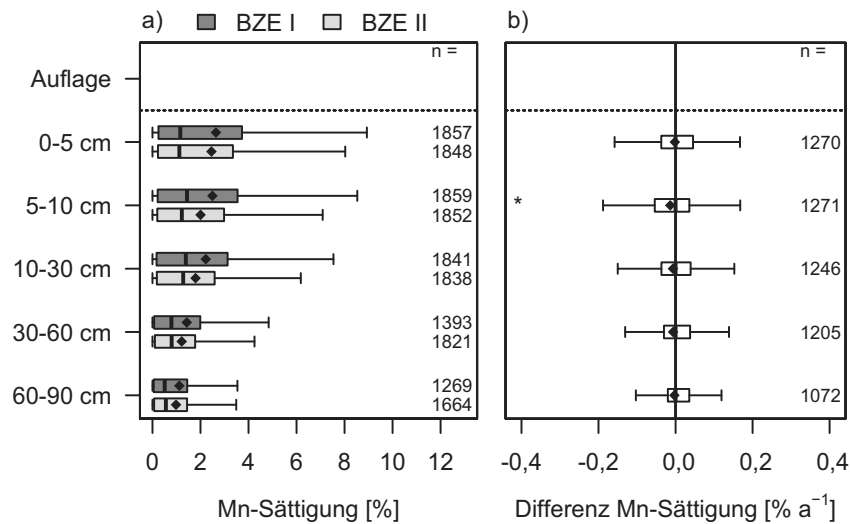 a) BZE I BZE II b)
n = n =
Auflage
0-5 cm 1857 1270
1848
5-10 cm 1859 * 1271
1852
10-30 cm 1841 1246
1838
30-60 cm 1393 1205
1821
60-90 cm 1269 1072
1664
0 2 4 6 8 10 12 -0,4 -0,2 0,0 0,2 0,4
Mn-Sättigung [%] Differenz Mn-Sättigung [% a⁻¹]